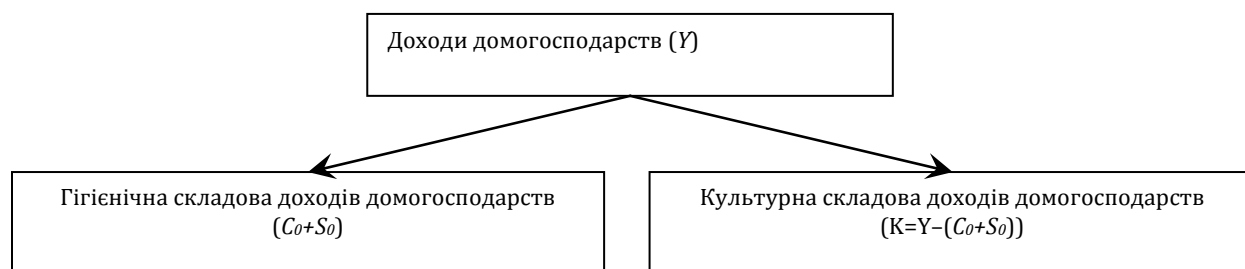 Доходи домогосподарств (Y)
Гігієнічна складова доходів домогосподарств
(C₀+S₀)
Культурна складова доходів домогосподарств
(K=Y−(C₀+S₀))